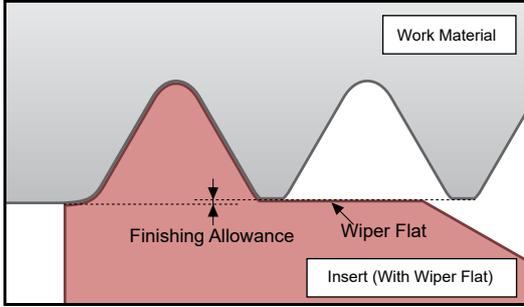 Work Material
Finishing Allowance
Wiper Flat
Insert (With Wiper Flat)